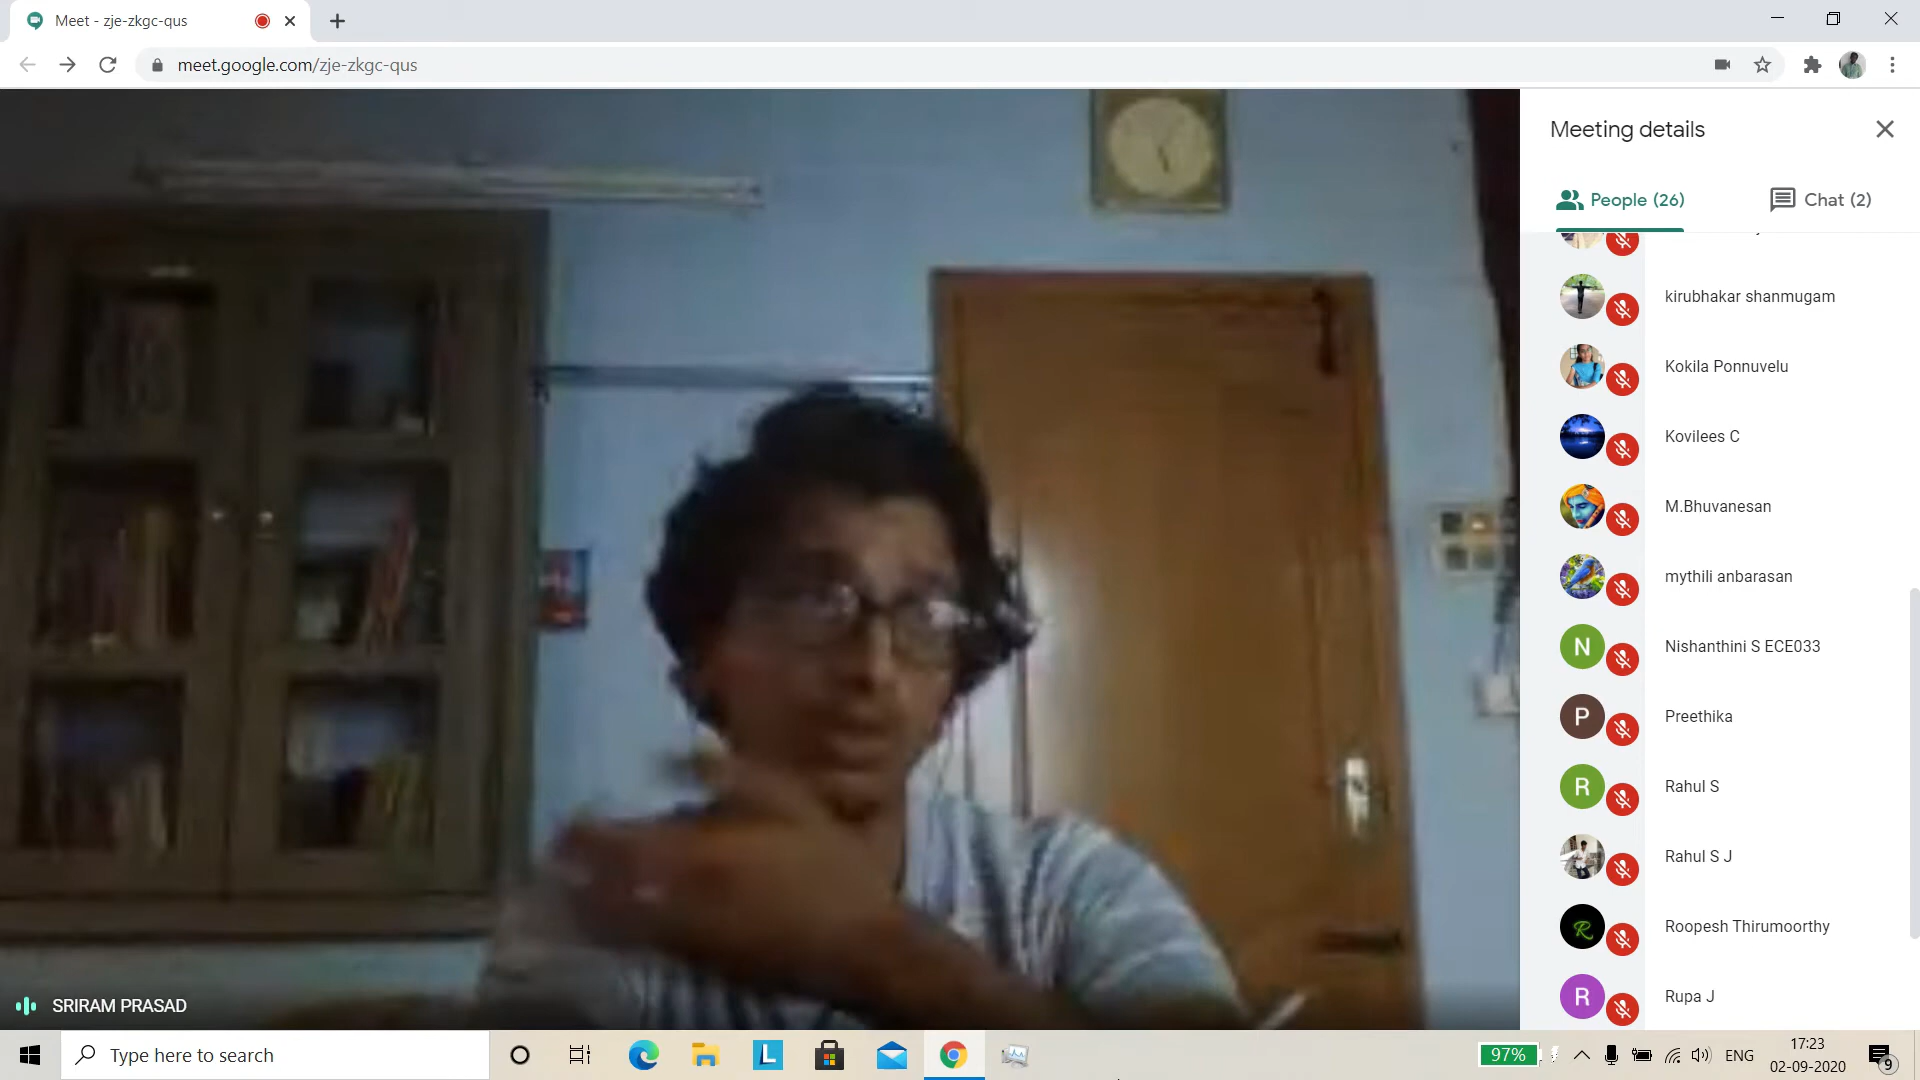 Meet - zje-zkgc-qus
meet.google.com/zje-zkgc-qus
Meeting details
People (26)
Chat (2)
kirubhakar shanmugam
Kokila Ponnuvelu
Kovilees C
M.Bhuvanesan
mythili anbarasan
N
Nishanthini S ECE033
P
Preethika
R
Rahul S
Rahul S J
R
Roopesh Thirumoorthy
R
Rupa J
SRIRAM PRASAD
Type here to search
L
97%
ENG
17:23
02-09-2020
9